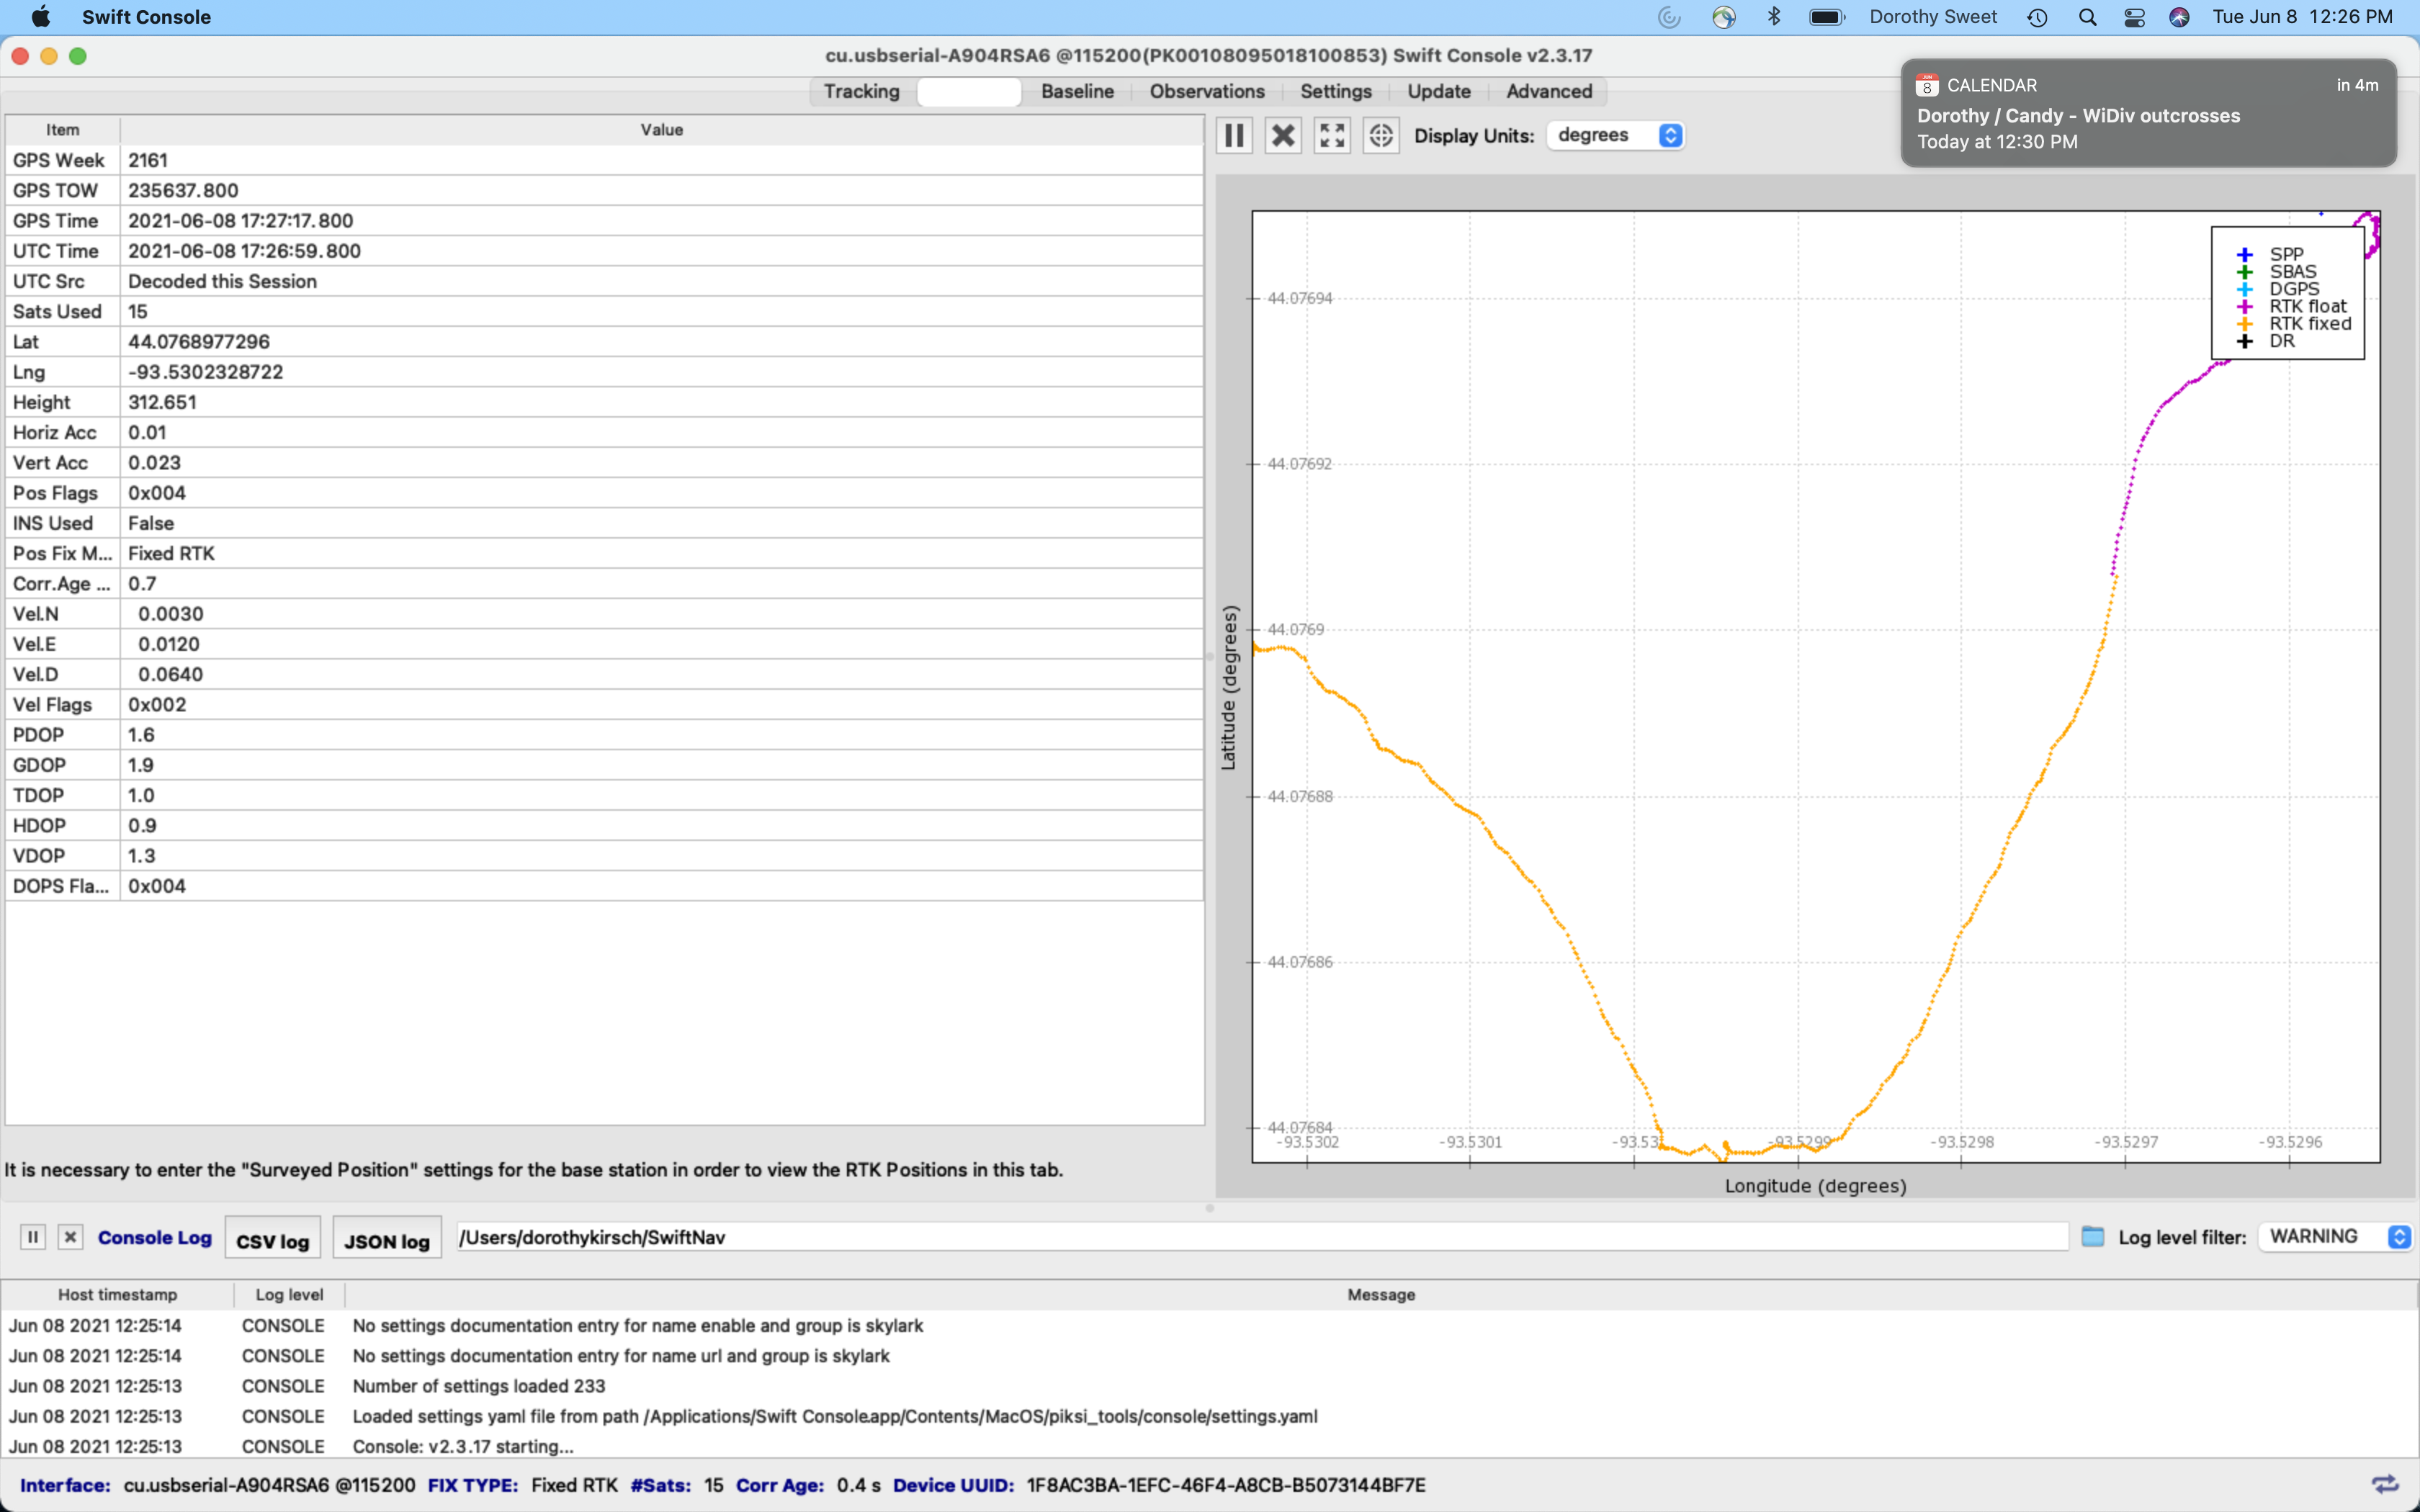 Swift Console
Dorothy Sweet
Tue Jun 8 12:26 PM
cu.usbserial-A904RSA6 @115200(PK00108095018100853) Swift Console v2.3.17
Tracking Baseline Observations Settings Update Advanced
JUN 8 CALENDAR in 4m
Dorothy / Candy - WiDiv outcrosses
Today at 12:30 PM
Item Value
GPS Week 2161
GPS TOW 235637.800
GPS Time 2021-06-08 17:27:17.800
UTC Time 2021-06-08 17:26:59.800
UTC Src Decoded this Session
Sats Used 15
Lat 44.0768977296
Lng -93.5302328722
Height 312.651
Horiz Acc 0.01
Vert Acc 0.023
Pos Flags 0x004
INS Used False
Pos Fix M... Fixed RTK
Corr.Age ... 0.7
Vel.N 0.0030
Vel.E 0.0120
Vel.D 0.0640
Vel Flags 0x002
PDOP 1.6
GDOP 1.9
TDOP 1.0
HDOP 0.9
VDOP 1.3
DOPS Fla... 0x004
It is necessary to enter the "Surveyed Position" settings for the base station in order to view the RTK Positions in this tab.
Display Units: degrees
SPP
SBAS
DGPS
RTK float
RTK fixed
DR
Latitude (degrees)
44.07694
44.07692
44.0769
44.07688
44.07686
44.07684
-93.5302 -93.5301 -93.53 -93.5299 -93.5298 -93.5297 -93.5296
Longitude (degrees)
Console Log CSV log JSON log /Users/dorothykirsch/SwiftNav Log level filter: WARNING
Host timestamp Log level Message
Jun 08 2021 12:25:14 CONSOLE No settings documentation entry for name enable and group is skylark
Jun 08 2021 12:25:14 CONSOLE No settings documentation entry for name url and group is skylark
Jun 08 2021 12:25:13 CONSOLE Number of settings loaded 233
Jun 08 2021 12:25:13 CONSOLE Loaded settings yaml file from path /Applications/Swift Console.app/Contents/MacOS/piksi_tools/console/settings.yaml
Jun 08 2021 12:25:13 CONSOLE Console: v2.3.17 starting...
Interface: cu.usbserial-A904RSA6 @115200 FIX TYPE: Fixed RTK #Sats: 15 Corr Age: 0.4 s Device UUID: 1F8AC3BA-1EFC-46F4-A8CB-B5073144BF7E